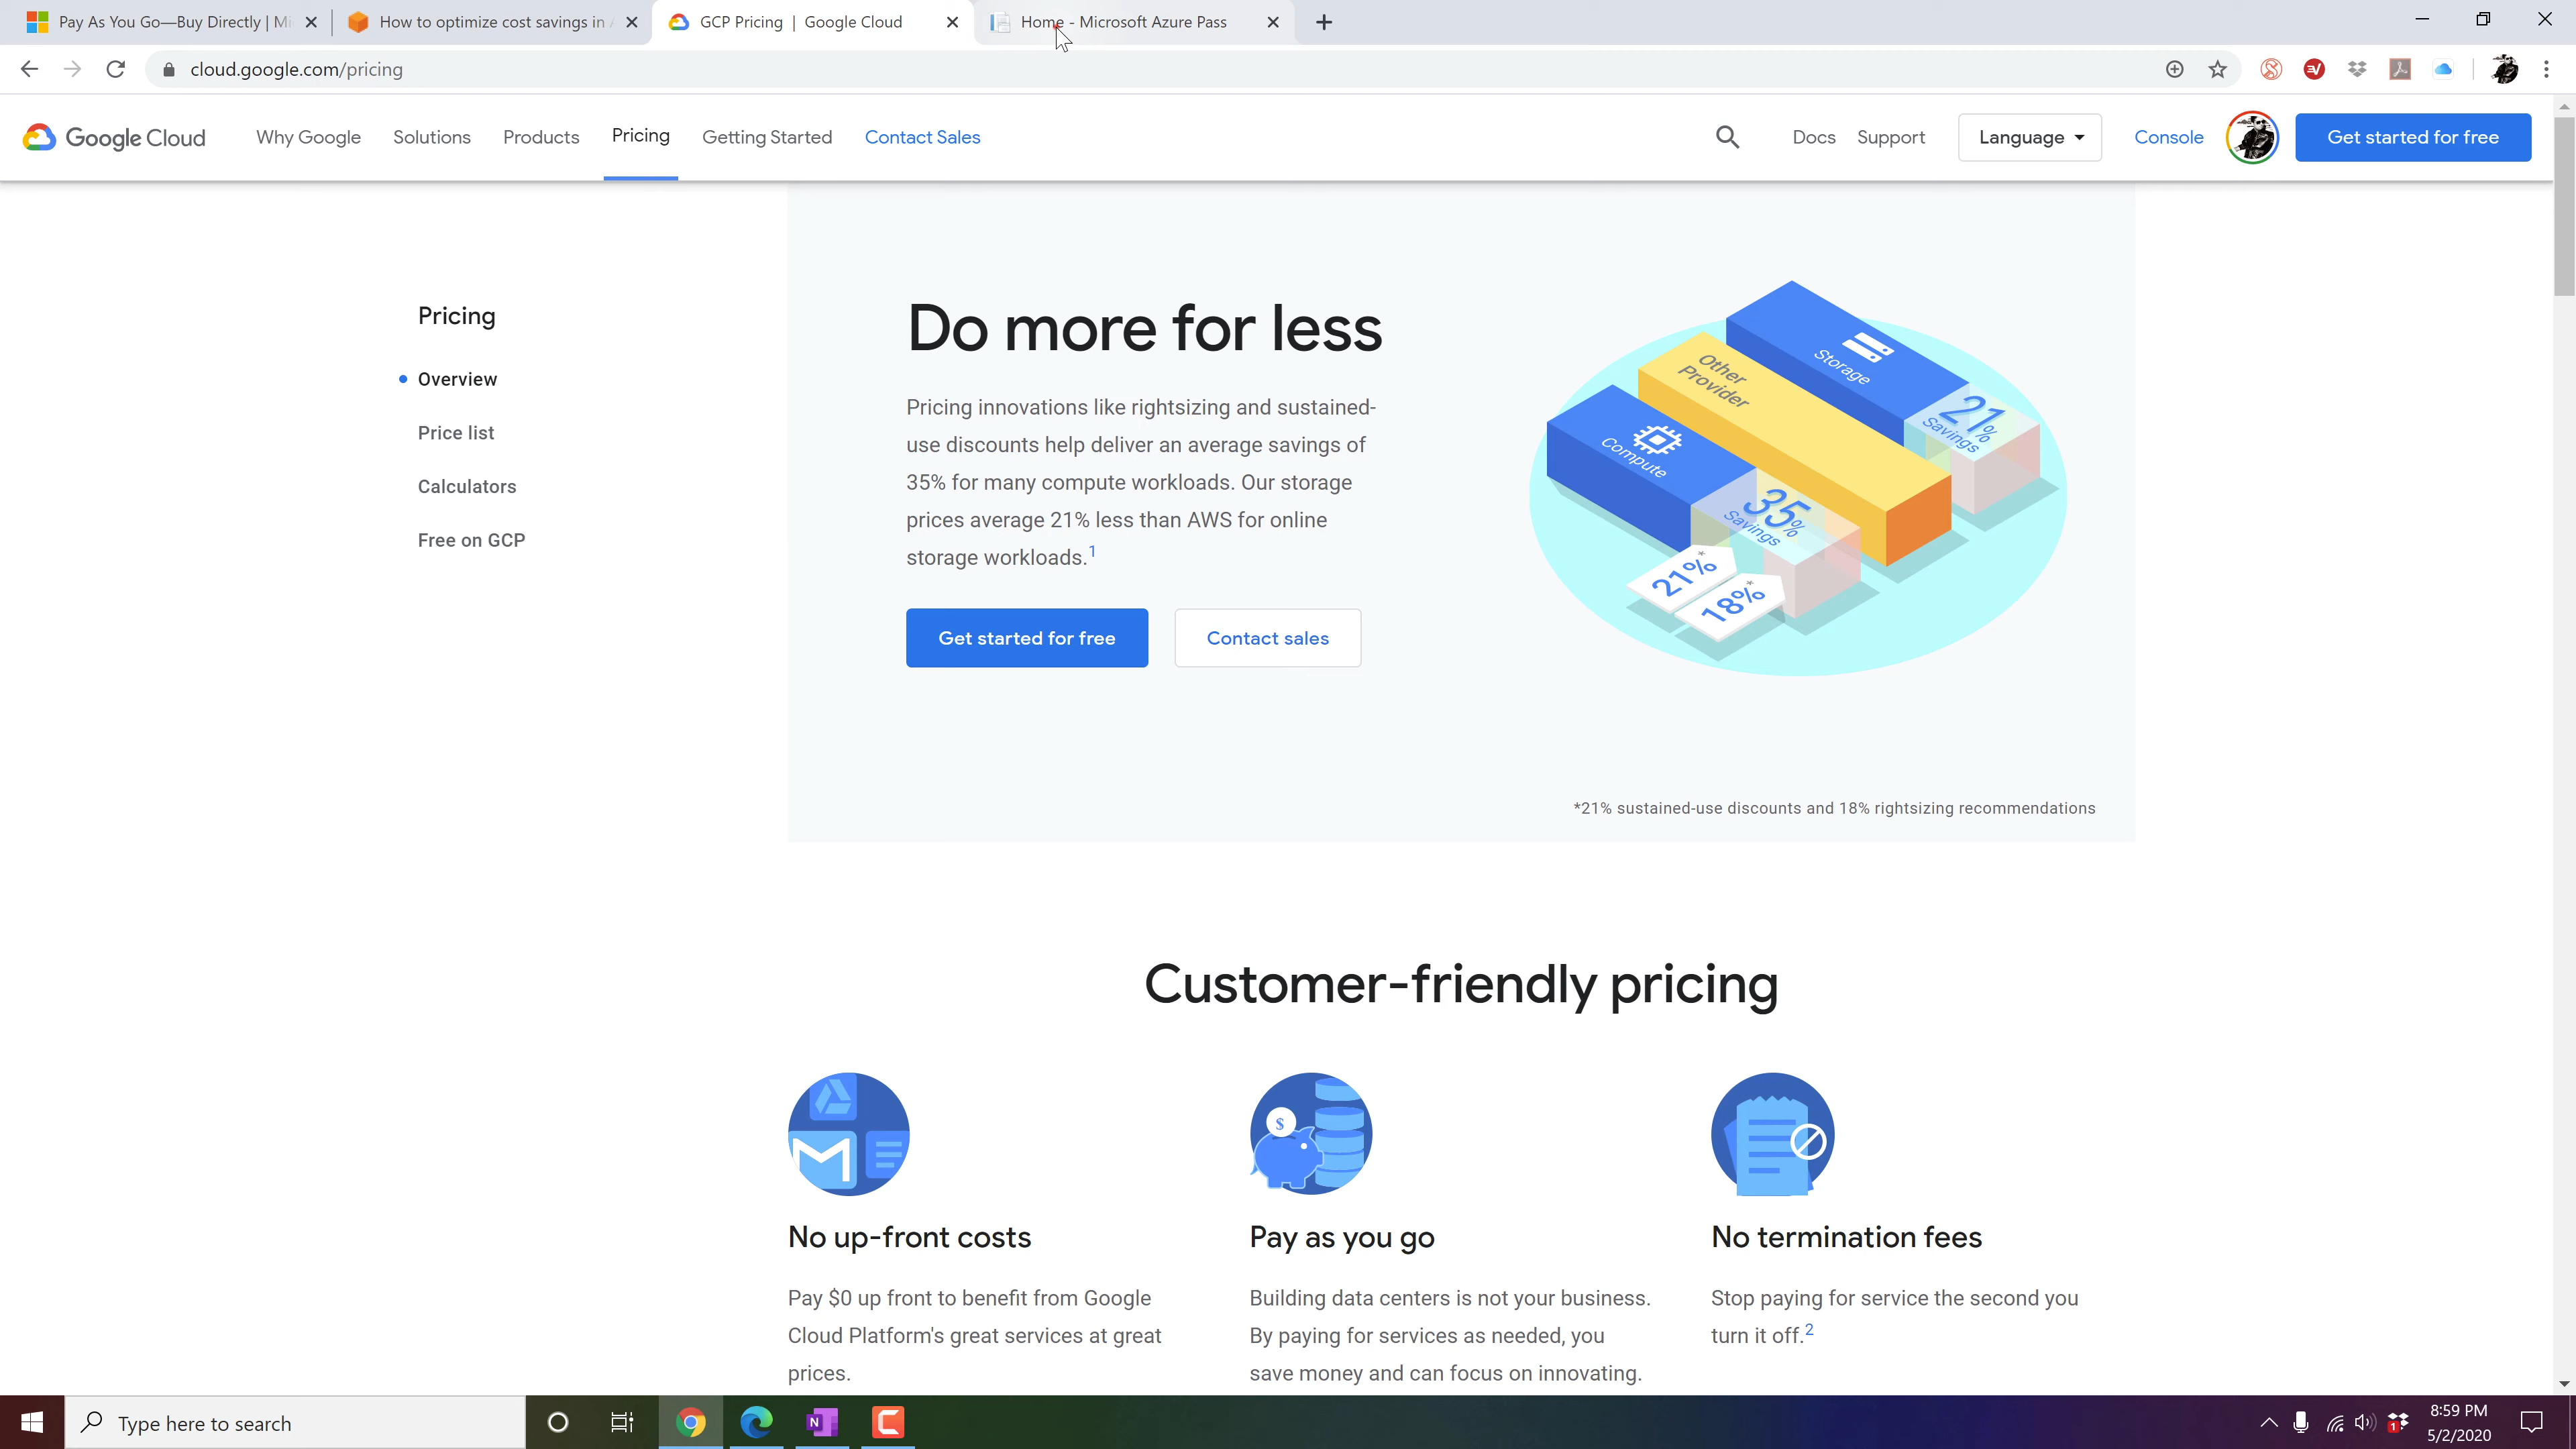 Pay As You Go—Buy Directly | Mi
How to optimize cost savings in A
GCP Pricing | Google Cloud
Home - Microsoft Azure Pass
cloud.google.com/pricing
Google Cloud
Why Google
Solutions
Products
Pricing
Getting Started
Contact Sales
Docs
Support
Language
Console
Get started for free
Pricing
Overview
Price list
Calculators
Free on GCP
Do more for less
Pricing innovations like rightsizing and sustained-
use discounts help deliver an average savings of
35% for many compute workloads. Our storage
prices average 21% less than AWS for online
storage workloads.1
Get started for free
Contact sales
Storage
21%
Savings
Other
Provider
Compute
35%
Savings
21%*
18%*
*21% sustained-use discounts and 18% rightsizing recommendations
Customer-friendly pricing
No up-front costs
Pay $0 up front to benefit from Google
Cloud Platform's great services at great
prices.
$
Pay as you go
Building data centers is not your business.
By paying for services as needed, you
save money and can focus on innovating.
No termination fees
Stop paying for service the second you
turn it off.2
Type here to search
N
1
8:59 PM
5/2/2020